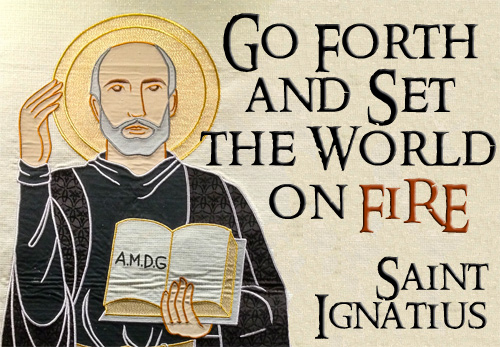 Go Forth
and Set
the World
on Fire
A.M.D.G
Saint
Ignatius